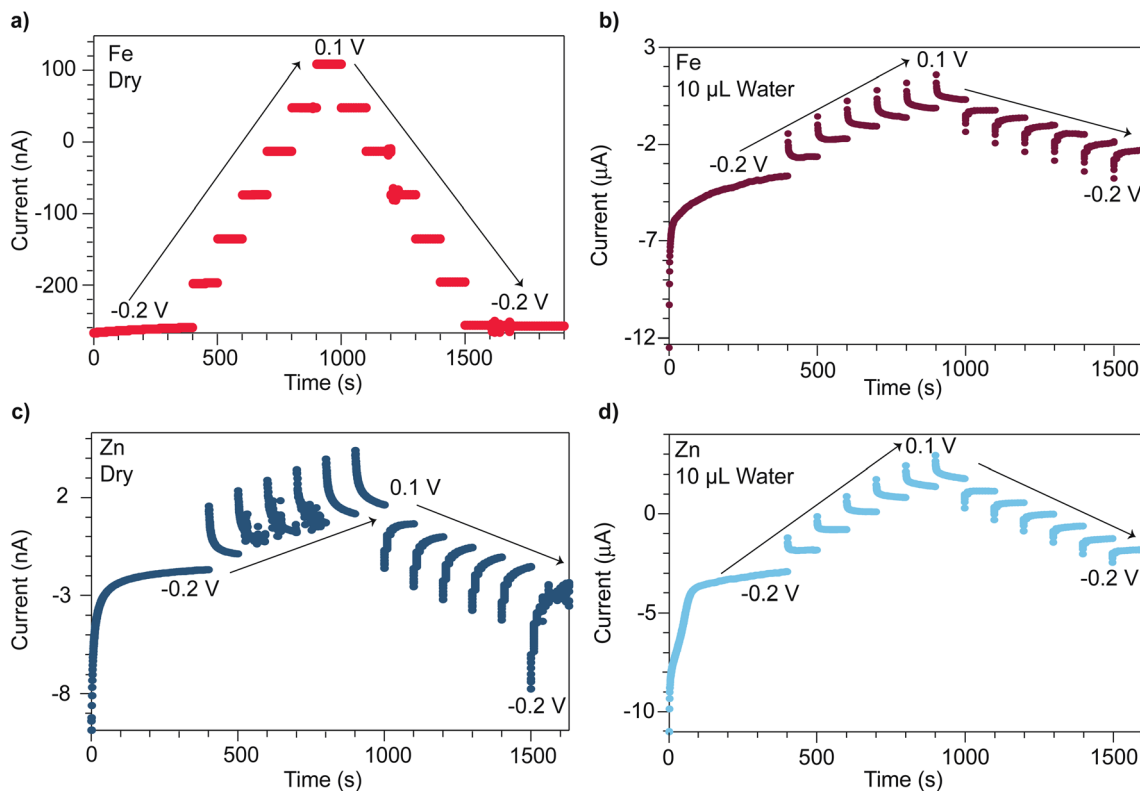 a)
Fe
Dry
0.1 V
-0.2 V
-0.2 V
100
0
-100
-200
Current (nA)
0
500
1000
1500
Time (s)
b)
Fe
10 µL Water
0.1 V
-0.2 V
-0.2 V
3
-2
-7
-12
Current (µA)
0
500
1000
1500
Time (s)
c)
Zn
Dry
0.1 V
-0.2 V
-0.2 V
2
-3
-8
Current (nA)
0
500
1000
1500
Time (s)
d)
Zn
10 µL Water
0.1 V
-0.2 V
-0.2 V
0
-5
-10
Current (µA)
0
500
1000
1500
Time (s)